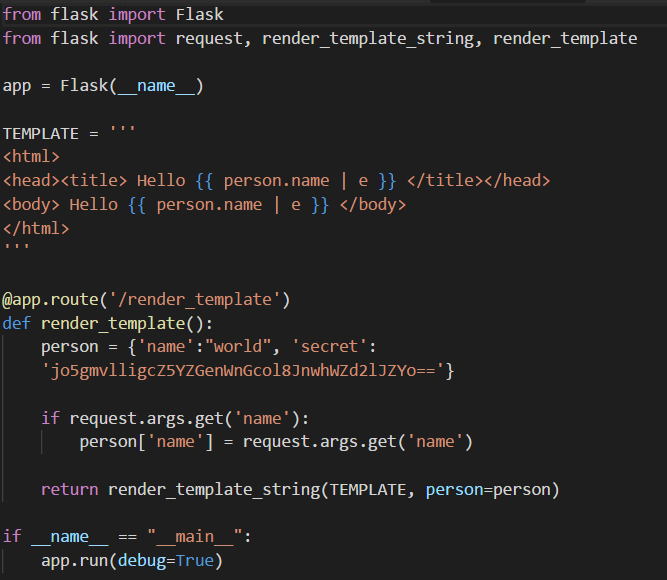 from flask import Flask
from flask import request, render_template_string, render_template
app = Flask(__name__)
TEMPLATE = '''
<html>
<head><title> Hello {{ person.name | e }} </title></head>
<body> Hello {{ person.name | e }} </body>
</html>
'''
@app.route('/render_template')
def render_template():
    person = {'name':"world", 'secret':
    'jo5gmvlligcZ5YZGenWnGcol8JnwhWZd2lJZYo=='}
    if request.args.get('name'):
        person['name'] = request.args.get('name')
    return render_template_string(TEMPLATE, person=person)
if __name__ == "__main__":
    app.run(debug=True)